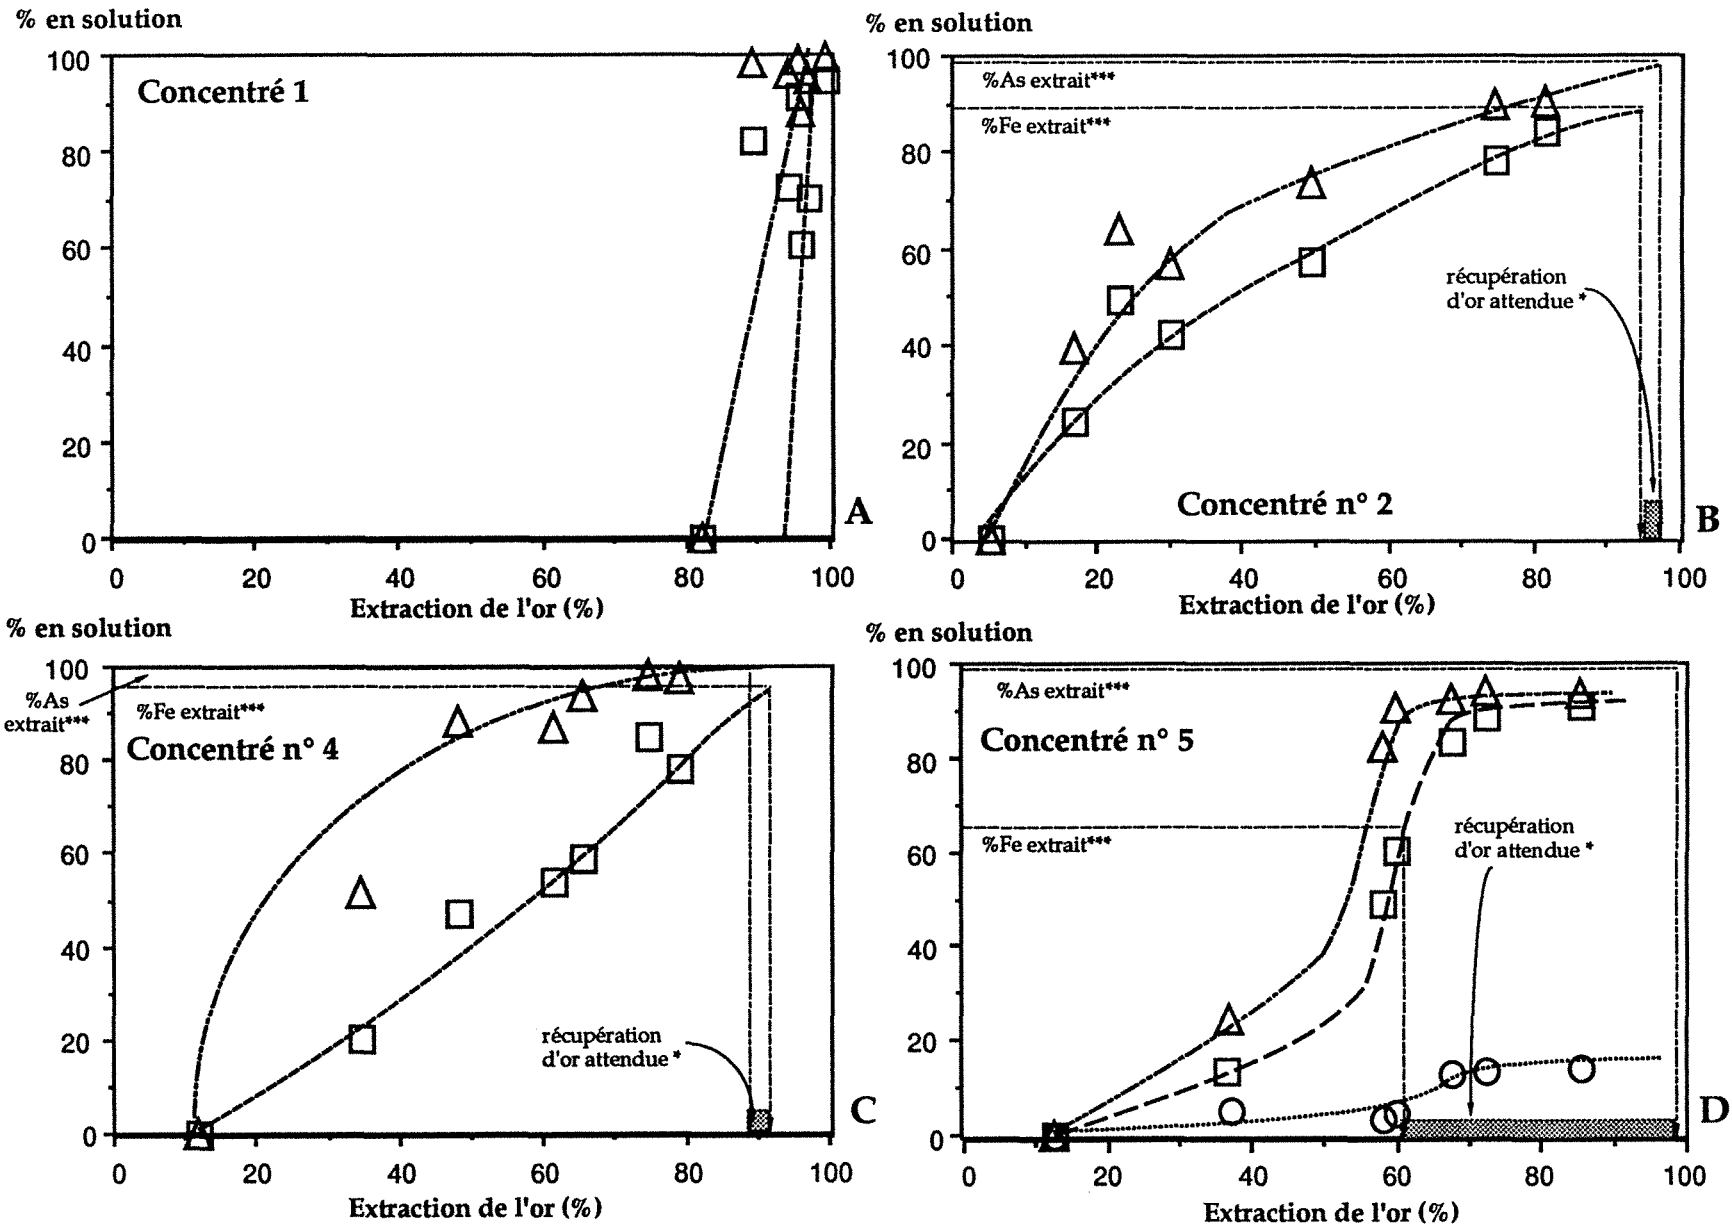 % en solution
100
80
60
40
20
0
Concentré 1
A
0 20 40 60 80 100
Extraction de l'or (%)
% en solution
100
80
60
40
20
0
%As extrait***
%Fe extrait***
récupération
d'or attendue *
Concentré n° 2
B
0 20 40 60 80 100
Extraction de l'or (%)
% en solution
100
80
60
40
20
0
%As
extrait***
%Fe extrait***
Concentré n° 4
récupération
d'or attendue *
C
0 20 40 60 80 100
Extraction de l'or (%)
% en solution
100
80
60
40
20
0
%As extrait***
Concentré n° 5
%Fe extrait***
récupération
d'or attendue *
D
0 20 40 60 80 100
Extraction de l'or (%)